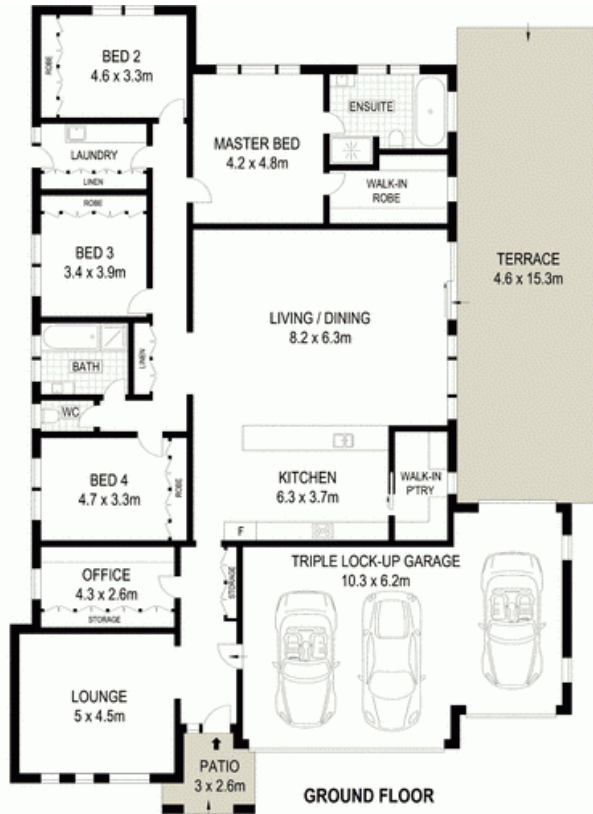 BED 2
4.6 x 3.3m
ROBE
ENSUITE
MASTER BED
4.2 x 4.8m
LAUNDRY
LINEN
WALK-IN
ROBE
ROBE
BED 3
3.4 x 3.9m
TERRACE
4.6 x 15.3m
LIVING / DINING
8.2 x 6.3m
LINEN
BATH
WC
BED 4
4.7 x 3.3m
ROBE
KITCHEN
6.3 x 3.7m
WALK-IN
P'TRY
F
OFFICE
4.3 x 2.6m
STORAGE
STORAGE
TRIPLE LOCK-UP GARAGE
10.3 x 6.2m
LOUNGE
5 x 4.5m
PATIO
3 x 2.6m
GROUND FLOOR